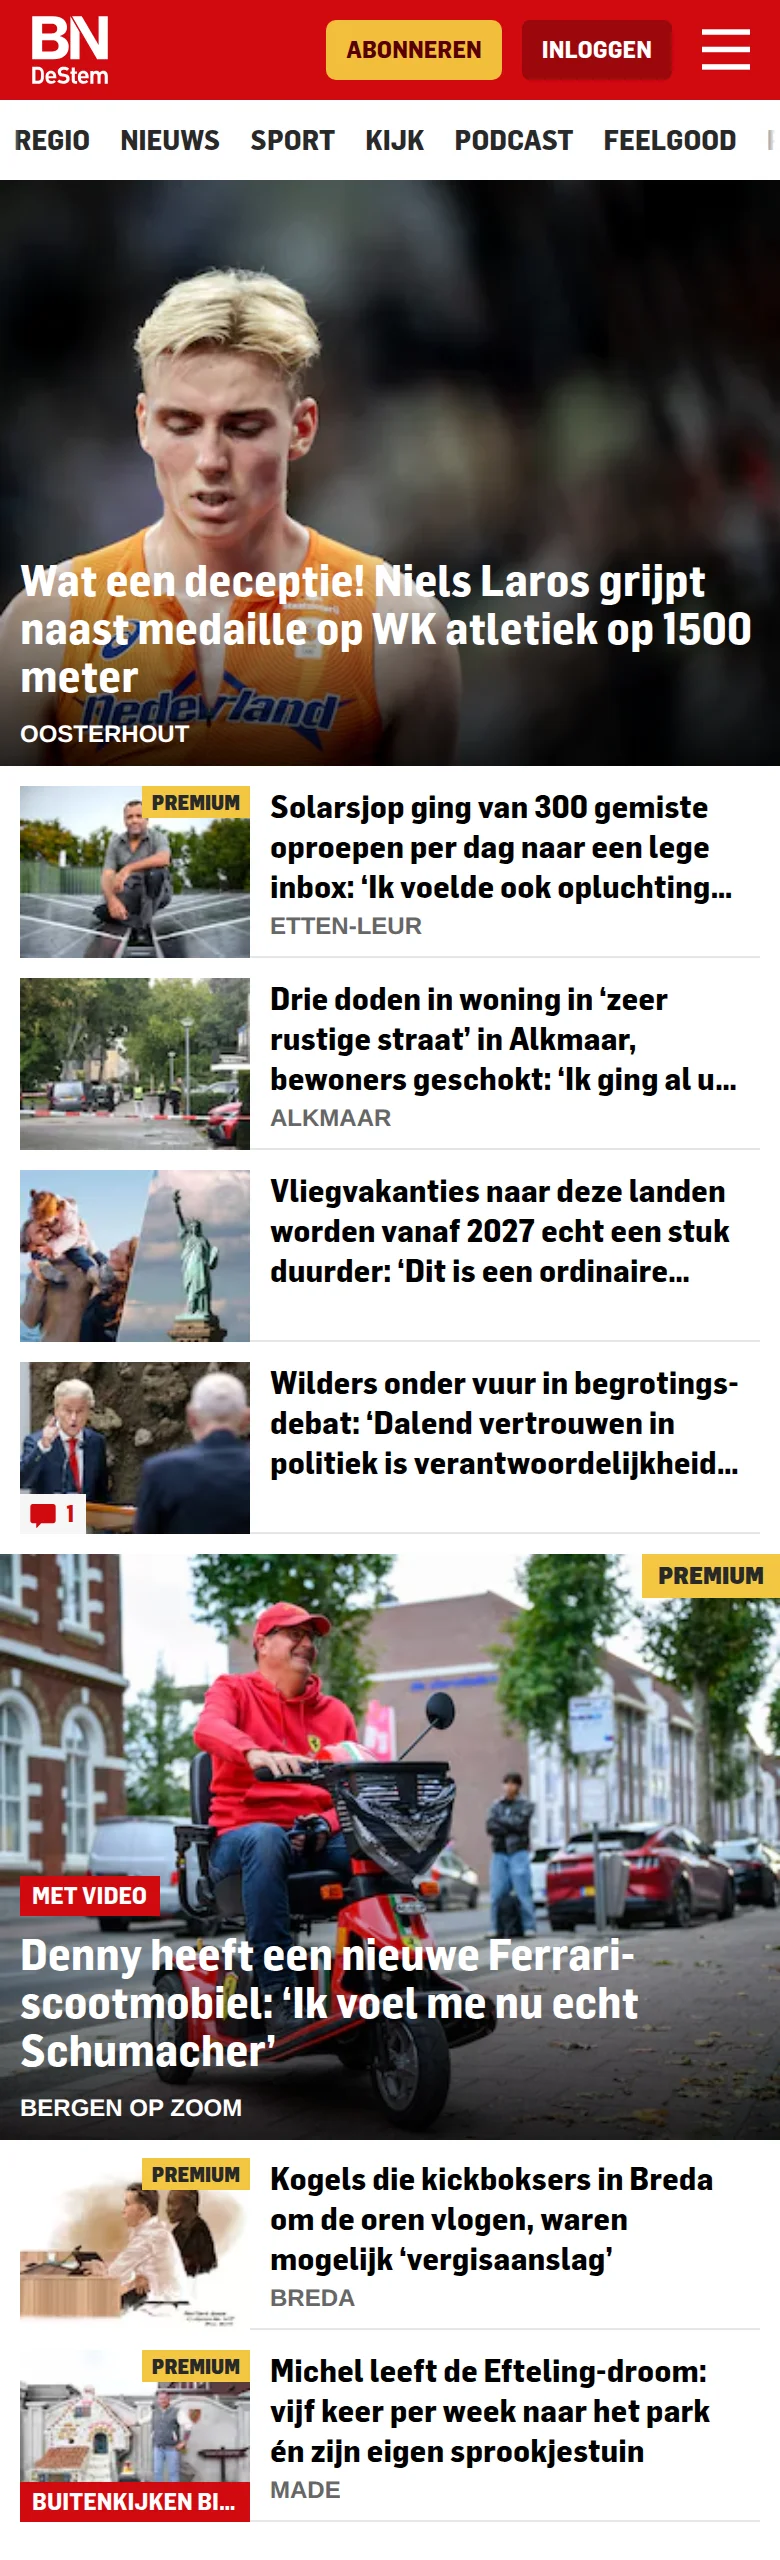 BN
DeStem
ABONNEREN
INLOGGEN
REGIO NIEUWS SPORT KIJK PODCAST FEELGOOD
Wat een deceptie! Niels Laros grijpt
naast medaille op WK atletiek op 1500
meter
OOSTERHOUT
PREMIUM
Solarsjop ging van 300 gemiste
oproepen per dag naar een lege
inbox: ‘Ik voelde ook opluchting...
ETTEN-LEUR
Drie doden in woning in ‘zeer
rustige straat’ in Alkmaar,
bewoners geschokt: ‘Ik ging al u...
ALKMAAR
Vliegvakanties naar deze landen
worden vanaf 2027 echt een stuk
duurder: ‘Dit is een ordinaire...
Wilders onder vuur in begrotings-
debat: ‘Dalend vertrouwen in
politiek is verantwoordelijkheid...
1
PREMIUM
MET VIDEO
Denny heeft een nieuwe Ferrari-
scootmobiel: ‘Ik voel me nu echt
Schumacher’
BERGEN OP ZOOM
PREMIUM
Kogels die kickboksers in Breda
om de oren vlogen, waren
mogelijk ‘vergisaanslag’
BREDA
PREMIUM
BUITENKIJKEN BI...
Michel leeft de Efteling-droom:
vijf keer per week naar het park
én zijn eigen sprookjestuin
MADE